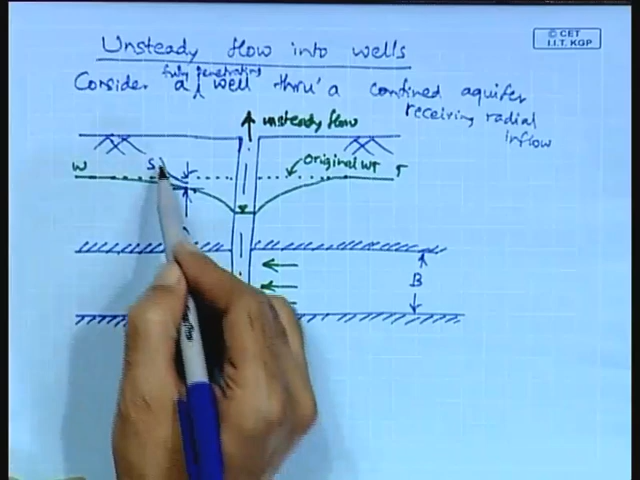 © CET
I.I.T. KGP
Unsteady flow into wells
Consider a fully penetrating well thru' a confined aquifer
receiving radial
inflow
unsteady flow
W
S
Original WT
T
B